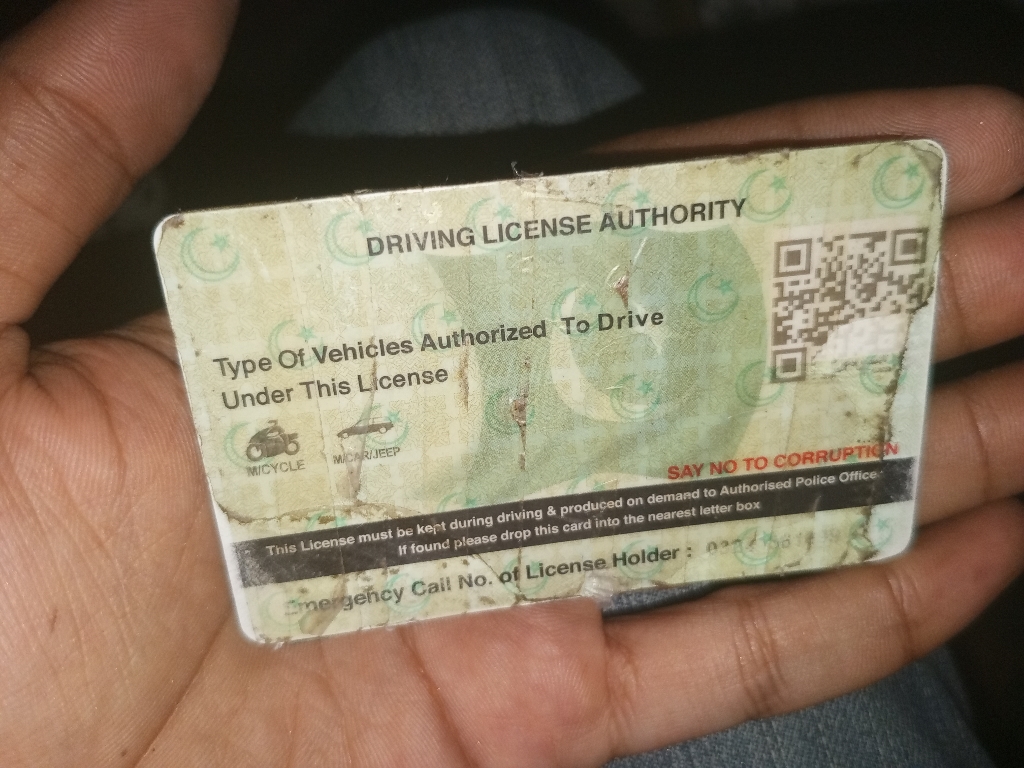 DRIVING LICENSE AUTHORITY
Type Of Vehicles Authorized To Drive
Under This License
M/CYCLE M/CAR/JEEP
SAY NO TO CORRUPTION
This License must be kept during driving & produced on demand to Authorised Police Office
If found please drop this card into the nearest letter box
Emergency Call No. of License Holder :